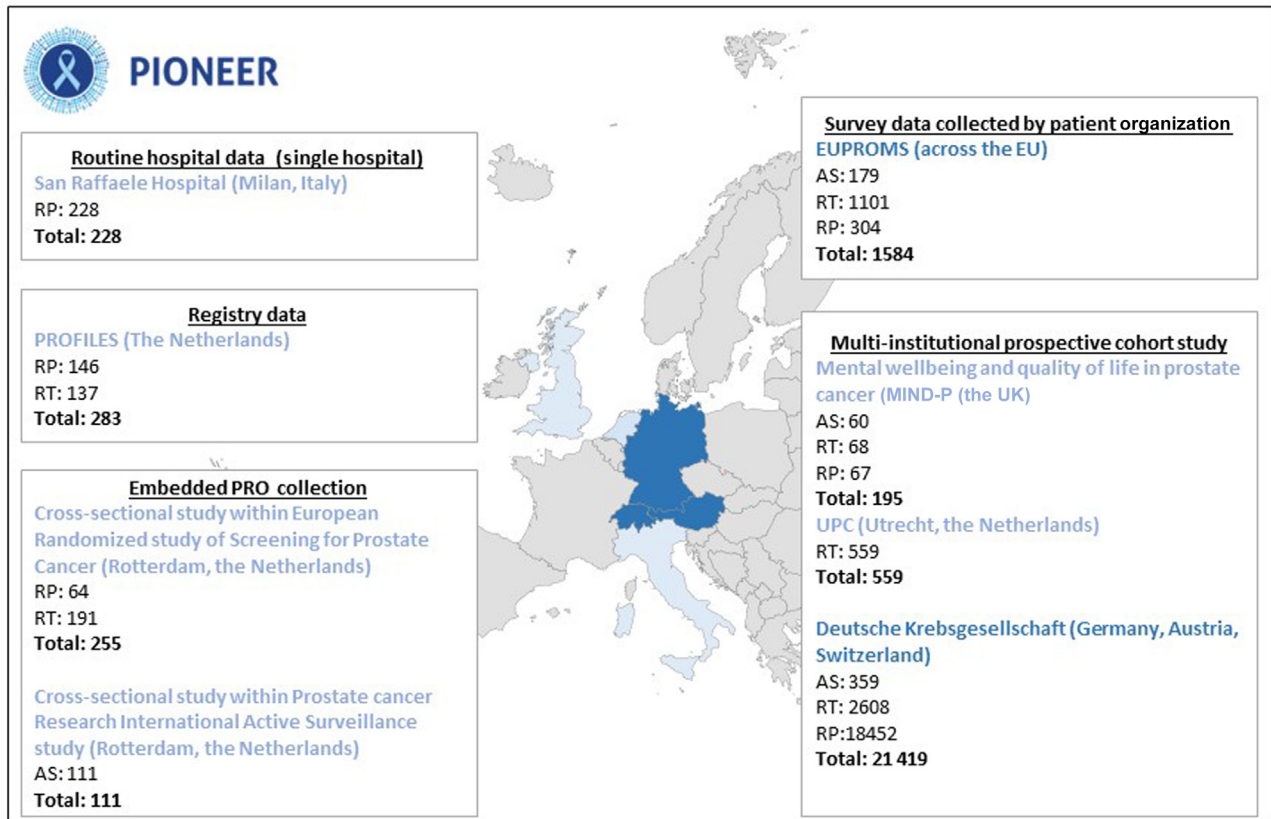 PIONEER
Routine hospital data (single hospital)
San Raffaele Hospital (Milan, Italy)
RP: 228
Total: 228
Registry data
PROFILES (The Netherlands)
RP: 146
RT: 137
Total: 283
Embedded PRO collection
Cross-sectional study within European
Randomized study of Screening for Prostate
Cancer (Rotterdam, the Netherlands)
RP: 64
RT: 191
Total: 255
Cross-sectional study within Prostate cancer
Research International Active Surveillance
study (Rotterdam, the Netherlands)
AS: 111
Total: 111
Survey data collected by patient organization
EUPROMS (across the EU)
AS: 179
RT: 1101
RP: 304
Total: 1584
Multi-institutional prospective cohort study
Mental wellbeing and quality of life in prostate
cancer (MIND-P (the UK)
AS: 60
RT: 68
RP: 67
Total: 195
UPC (Utrecht, the Netherlands)
RT: 559
Total: 559
Deutsche Krebsgesellschaft (Germany, Austria,
Switzerland)
AS: 359
RT: 2608
RP:18452
Total: 21 419